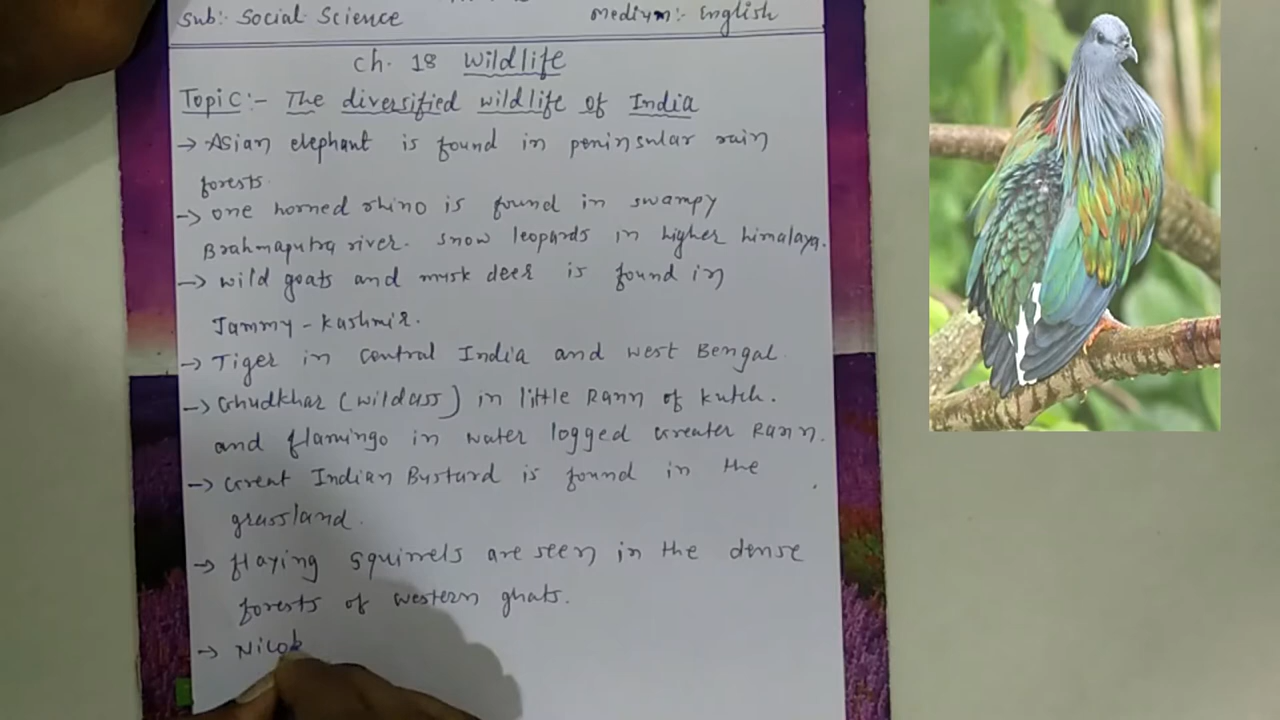 Sub:- Social Science Medium:- English
Ch. 18 Wildlife
Topic:- The diversified wildlife of India
→ Asian elephant is found in peninsular rain
forests.
→ one horned rhino is found in swampy
Brahmaputra river. Snow leopards in higher himalaya.
→ wild goats and musk deer is found in
Jammy-Kashmir.
→ Tiger in central India and west Bengal.
→ Ghudkhar (wildass) in little Rann of kutch.
and flamingo in water logged Greater Rann.
→ Great Indian Bustard is found in the
grassland.
→ flaying squirrels are seen in the dense
forests of western ghats.
→ Nicob